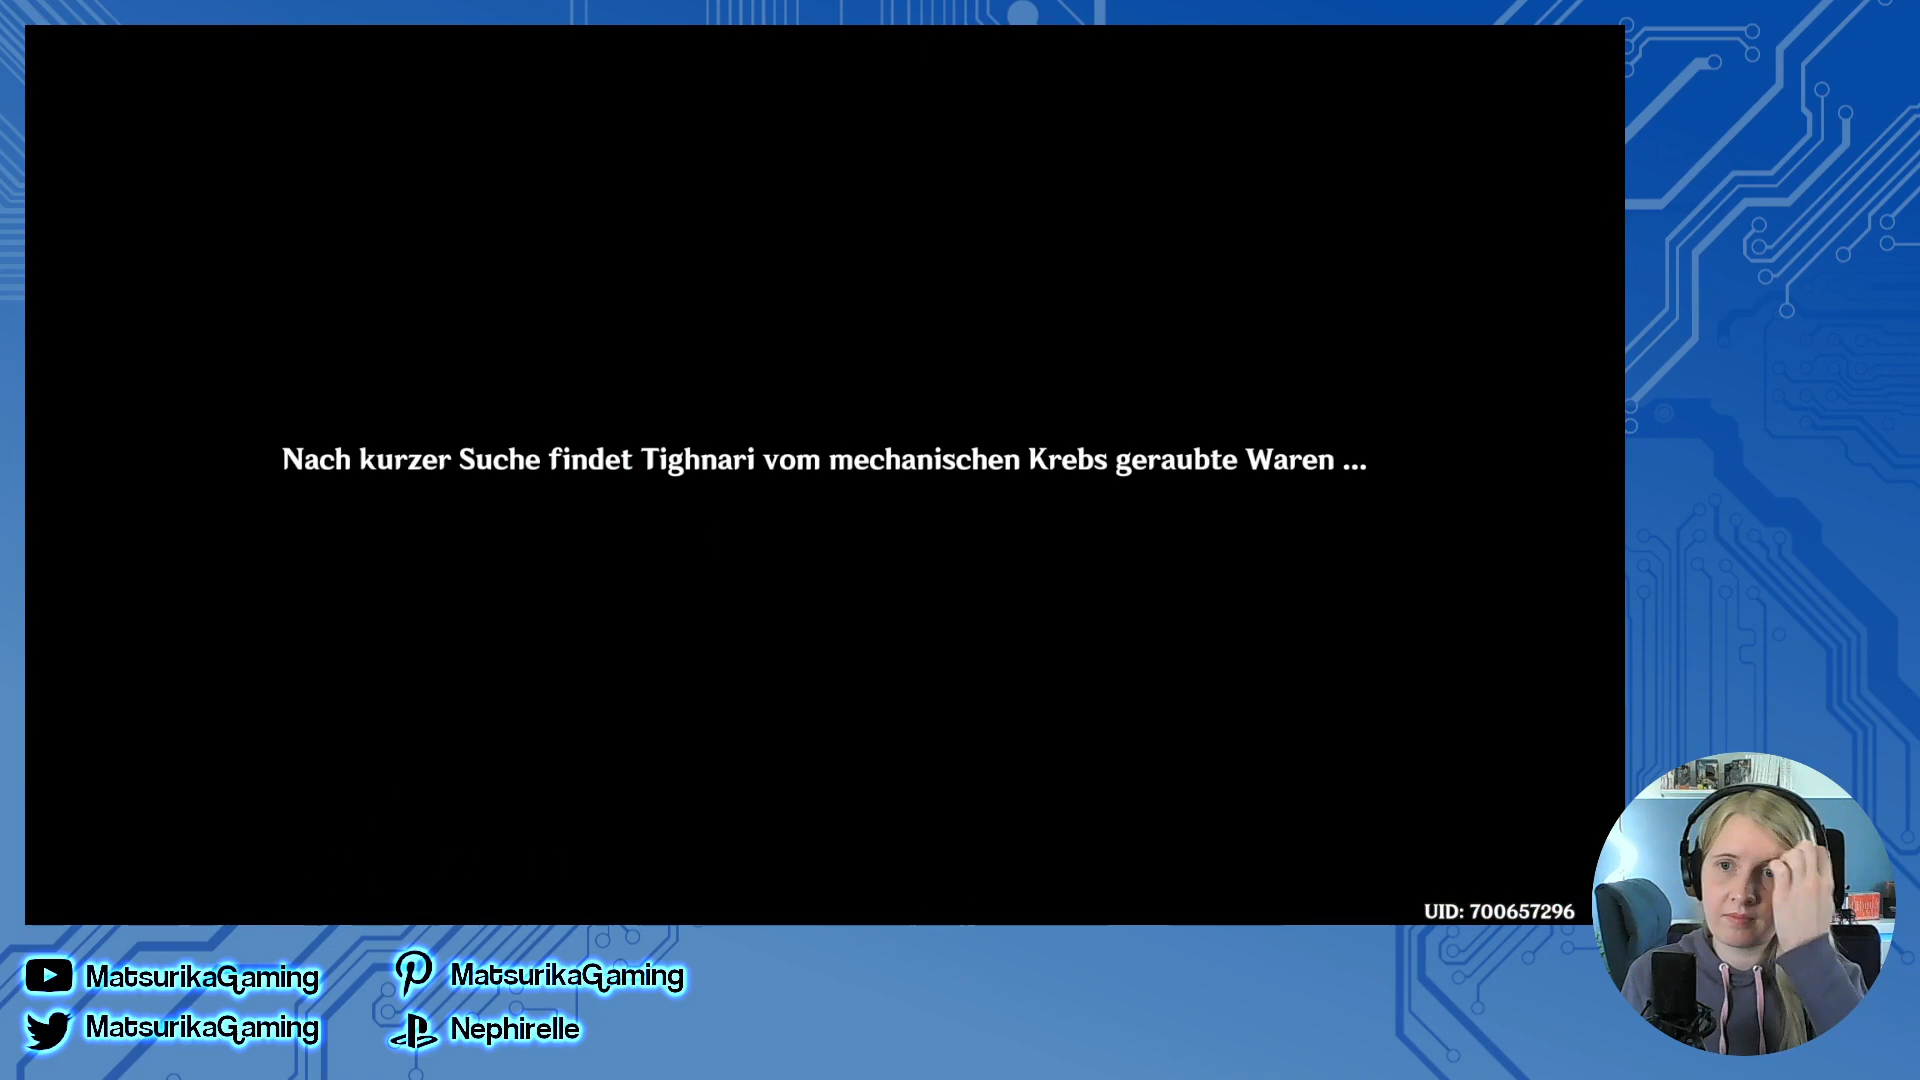 Nach kurzer Suche findet Tighnari vom mechanischen Krebs geraubte Waren ...
UID: 700657296
MatsurikaGaming
MatsurikaGaming
MatsurikaGaming
Nephirelle